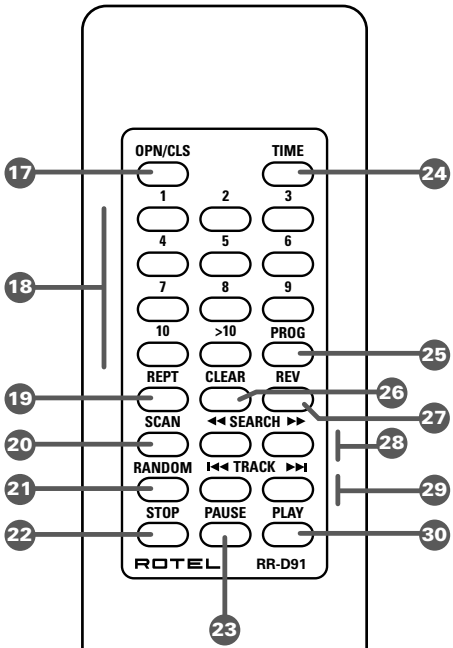 OPN/CLS TIME
17 24
1 2 3
4 5 6
18
7 8 9
10 >10 PROG
25
REPT CLEAR REV
19 26
27
SCAN ◄◄ SEARCH ►►
20 28
RANDOM I◄◄ TRACK ►►I
21 29
STOP PAUSE PLAY
22 30
ROTEL RR-D91
23